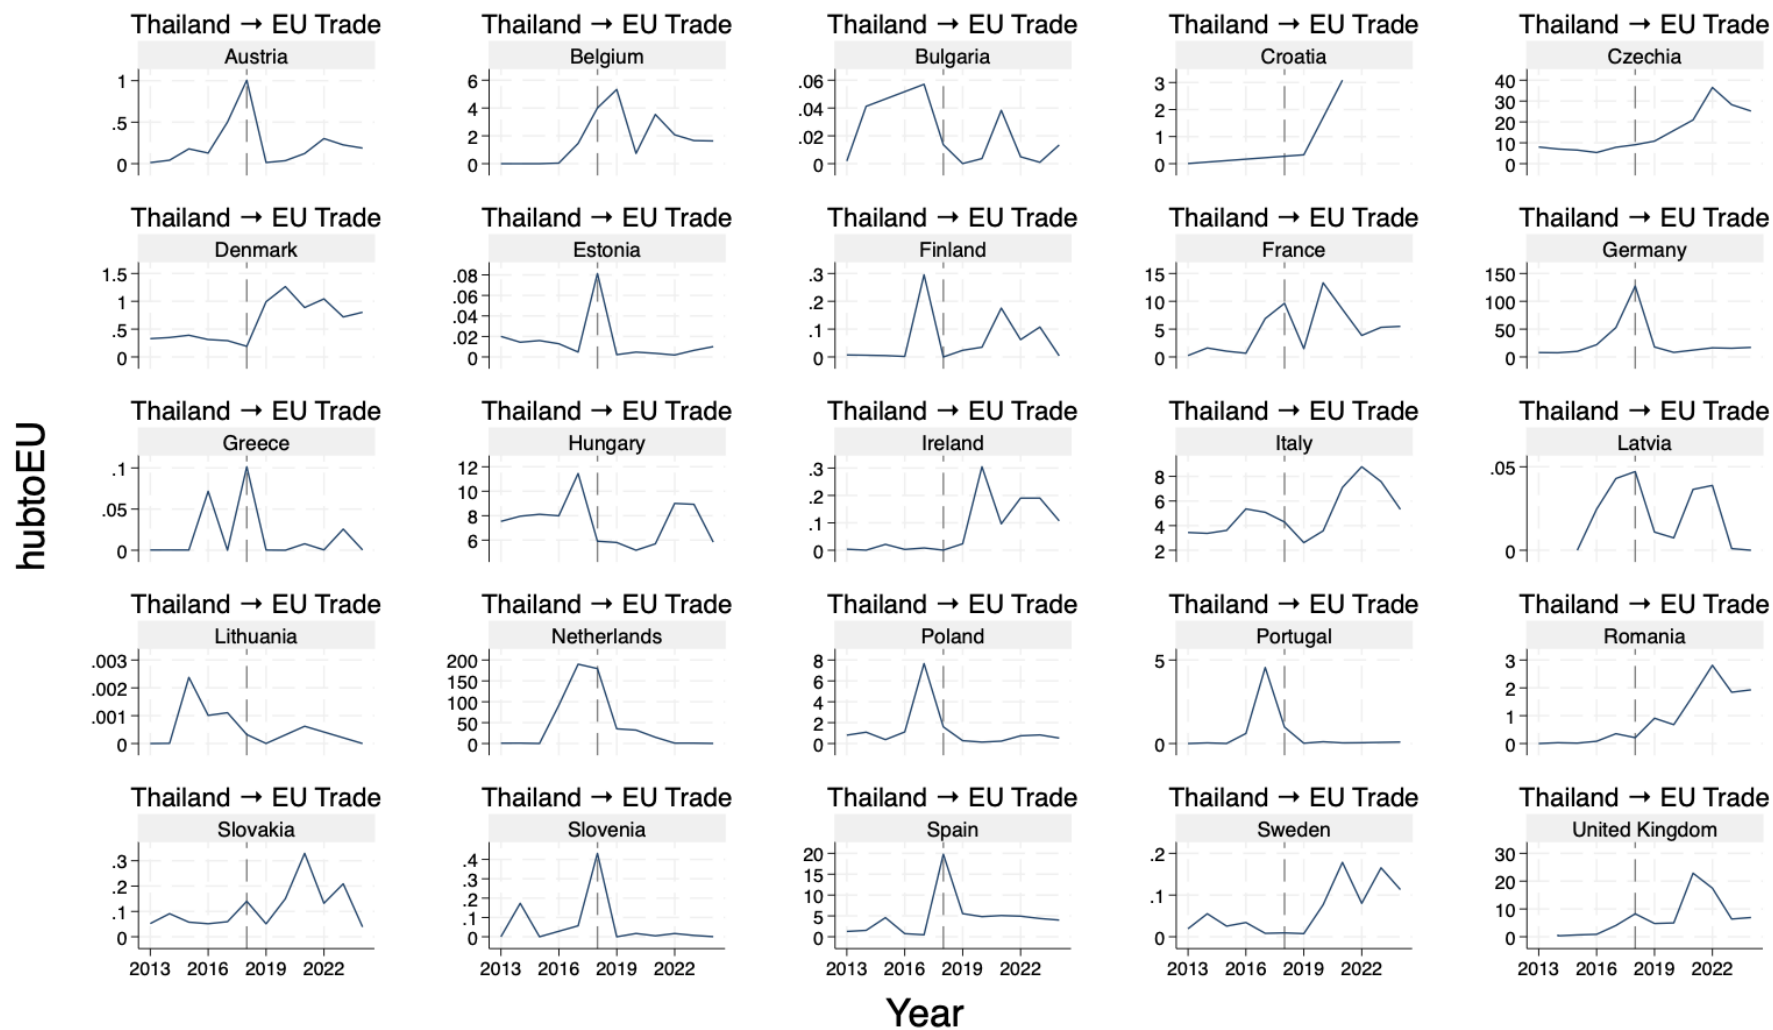 Thailand → EU Trade Thailand → EU Trade Thailand → EU Trade Thailand → EU Trade Thailand → EU Trade
Austria Belgium Bulgaria Croatia Czechia
1 6 .06 3 40
.5 4 .04 2 30
0 2 .02 1 20
0 0 0 10
0
Thailand → EU Trade Thailand → EU Trade Thailand → EU Trade Thailand → EU Trade Thailand → EU Trade
Denmark Estonia Finland France Germany
1.5 .08 .3 15 150
1 .06 .2 10 100
.5 .04 .1 5 50
0 .02 0 0 0
0
Thailand → EU Trade Thailand → EU Trade Thailand → EU Trade Thailand → EU Trade Thailand → EU Trade
Greece Hungary Ireland Italy Latvia
.1 12 .3 8 .05
.05 10 .2 6 0
0 8 .1 4
6 0 2
hubtoEU
Thailand → EU Trade Thailand → EU Trade Thailand → EU Trade Thailand → EU Trade Thailand → EU Trade
Lithuania Netherlands Poland Portugal Romania
.003 200 8 5 3
.002 150 6 0 2
.001 100 4 1
0 50 2 0
0 0
Thailand → EU Trade Thailand → EU Trade Thailand → EU Trade Thailand → EU Trade Thailand → EU Trade
Slovakia Slovenia Spain Sweden United Kingdom
.3 .4 20 .2 30
.2 .3 15 .1 20
.1 .2 10 0 10
0 .1 5 0
0 0
2013 2016 2019 2022 2013 2016 2019 2022 2013 2016 2019 2022 2013 2016 2019 2022 2013 2016 2019 2022
Year